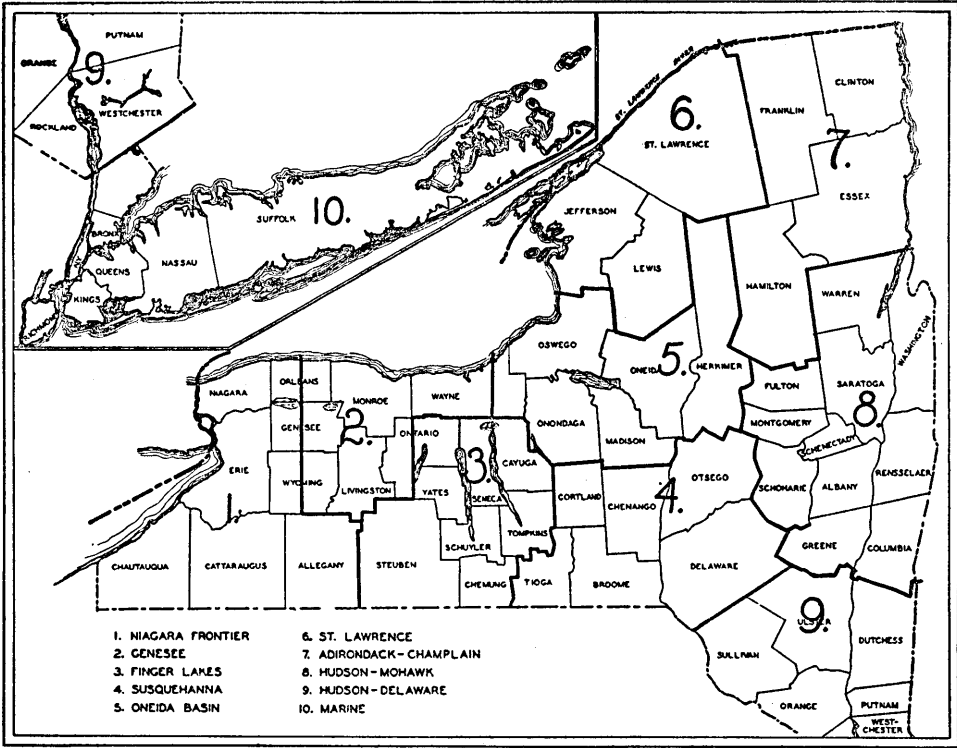 PUTNAM
ORANGE
9.
WESTCHESTER
ROCKLAND
SUFFOLK
10.
BRONX
NASSAU
QUEENS
KINGS
RICHMOND
ST. LAWRENCE RIVER
6.
ST. LAWRENCE
FRANKLIN
CLINTON
7.
ESSEX
JEFFERSON
LEWIS
HAMILTON
WARREN
WASHINGTON
OSWEGO
5.
ONEIDA
HERKIMER
FULTON
SARATOGA
8.
MONTGOMERY
SCHENECTADY
NIAGARA
ORLEANS
MONROE
WAYNE
GENESEE
2.
ONTARIO
ONONDAGA
MADISON
CAYUGA
3.
ERIE
1
WYOMING
LIVINGSTON
YATES
SENECA
CORTLAND
CHENANGO
4.
OTSEGO
SCHOHARIE
ALBANY
RENSSELAER
TOMPKINS
SCHUYLER
GREENE
COLUMBIA
CHAUTAUQUA
CATTARAUGUS
ALLEGANY
STEUBEN
CHEMUNG
TIOGA
BROOME
DELAWARE
9.
ULSTER
SULLIVAN
DUTCHESS
ORANGE
PUTNAM
WEST-
CHESTER
1. NIAGARA FRONTIER
2. GENESEE
3. FINGER LAKES
4. SUSQUEHANNA
5. ONEIDA BASIN
6. ST. LAWRENCE
7. ADIRONDACK-CHAMPLAIN
8. HUDSON-MOHAWK
9. HUDSON-DELAWARE
10. MARINE